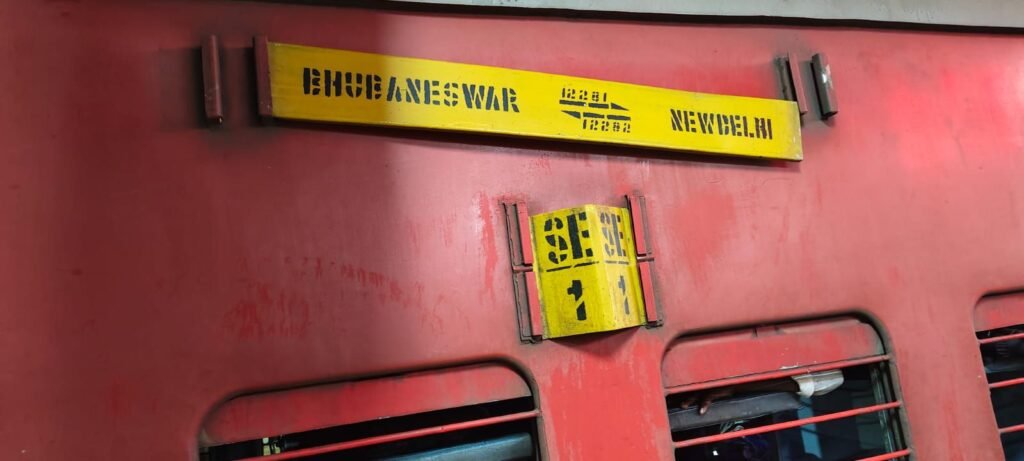 BHUBANESWAR 12281 NEWDELHI
12282
SE SE
1 1